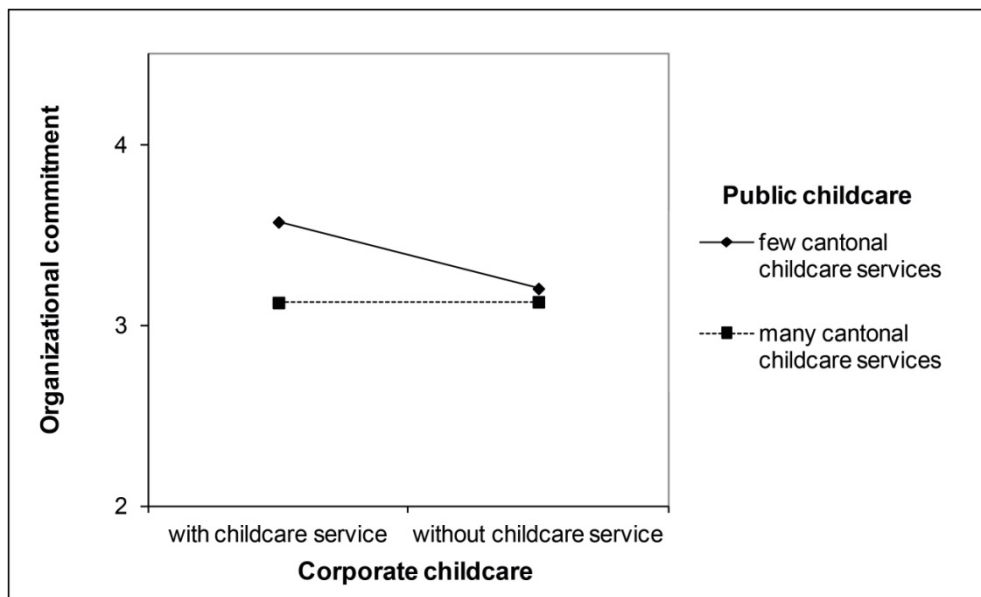 Organizational commitment
4
3
2
with childcare service
without childcare service
Corporate childcare
Public childcare
few cantonal
childcare services
many cantonal
childcare services